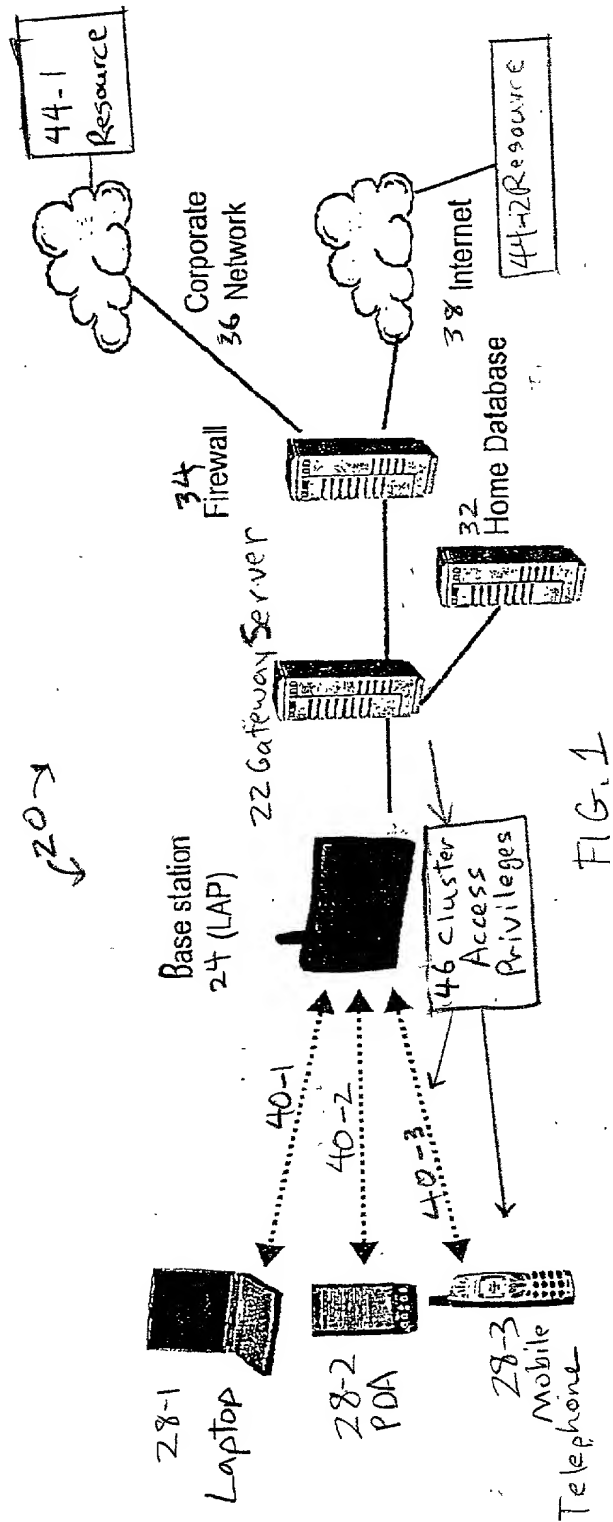 20
Base station
24 (LAP)
22 Gateway Server
34
Firewall
Corporate
36 Network
44-1
Resource
38 Internet
44-2 Resource
32
Home Database
28-1
Laptop
28-2
PDA
28-3
Mobile
Telephone
40-1
40-2
40-3
46 Cluster
Access
Privileges
FIG. 1